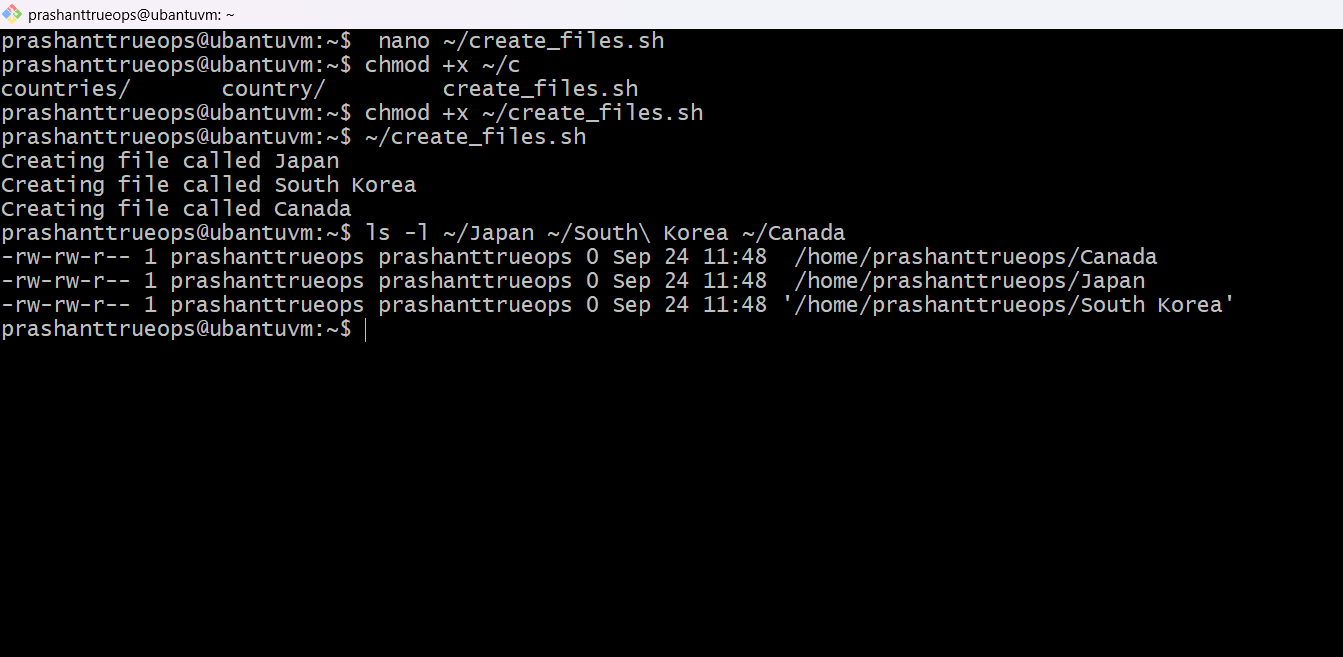 prashanttrueops@ubantuvm: ~
prashanttrueops@ubantuvm:~$  nano ~/create_files.sh
prashanttrueops@ubantuvm:~$ chmod +x ~/c
countries/       country/         create_files.sh
prashanttrueops@ubantuvm:~$ chmod +x ~/create_files.sh
prashanttrueops@ubantuvm:~$ ~/create_files.sh
Creating file called Japan
Creating file called South Korea
Creating file called Canada
prashanttrueops@ubantuvm:~$ ls -l ~/Japan ~/South\ Korea ~/Canada
-rw-rw-r-- 1 prashanttrueops prashanttrueops 0 Sep 24 11:48  /home/prashanttrueops/Canada
-rw-rw-r-- 1 prashanttrueops prashanttrueops 0 Sep 24 11:48  /home/prashanttrueops/Japan
-rw-rw-r-- 1 prashanttrueops prashanttrueops 0 Sep 24 11:48 '/home/prashanttrueops/South Korea'
prashanttrueops@ubantuvm:~$